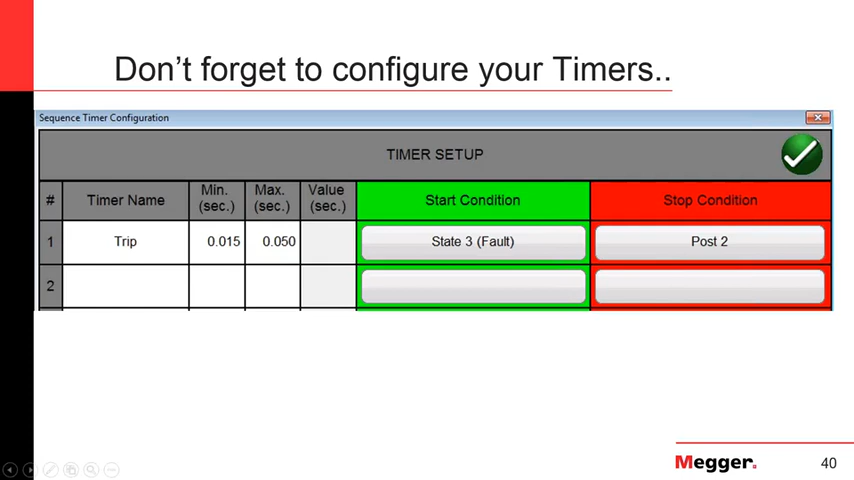 Don't forget to configure your Timers..
Sequence Timer Configuration
TIMER SETUP
# Timer Name Min. (sec.) Max. (sec.) Value (sec.) Start Condition Stop Condition
1 Trip 0.015 0.050 State 3 (Fault) Post 2
2
Megger.
40